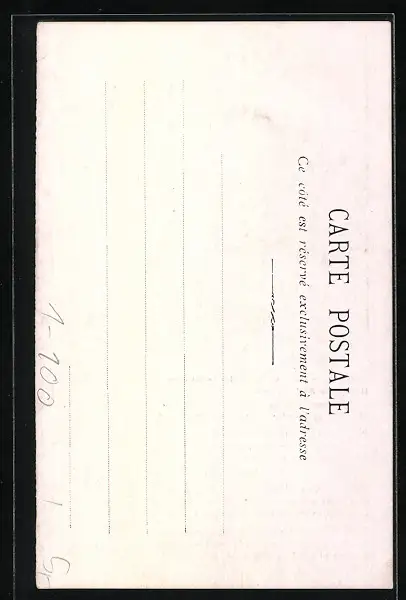 CARTE POSTALE
Ce côté est réservé exclusivement à l'adresse
1-100